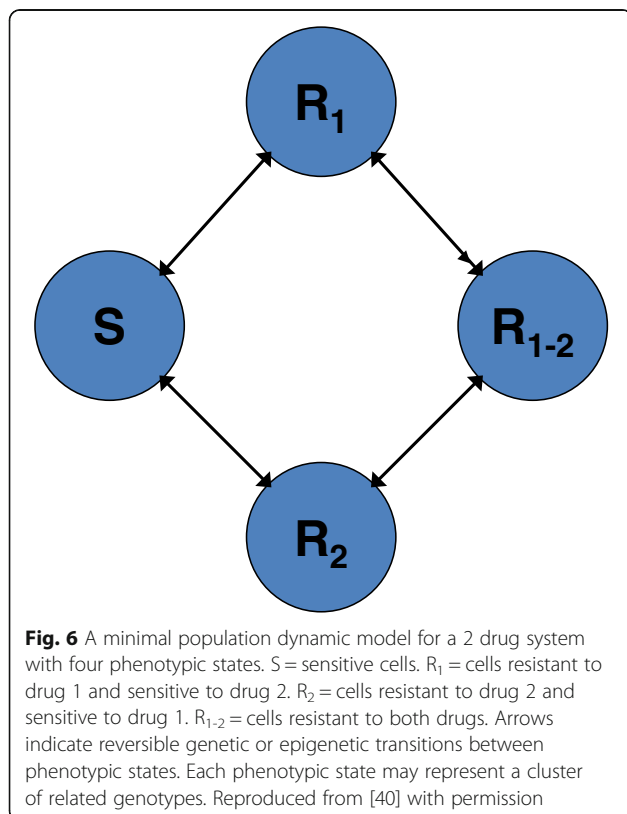 R1
S
R1-2
R2
Fig. 6 A minimal population dynamic model for a 2 drug system
with four phenotypic states. S = sensitive cells. R1 = cells resistant to
drug 1 and sensitive to drug 2. R2 = cells resistant to drug 2 and
sensitive to drug 1. R1-2 = cells resistant to both drugs. Arrows
indicate reversible genetic or epigenetic transitions between
phenotypic states. Each phenotypic state may represent a cluster
of related genotypes. Reproduced from [40] with permission